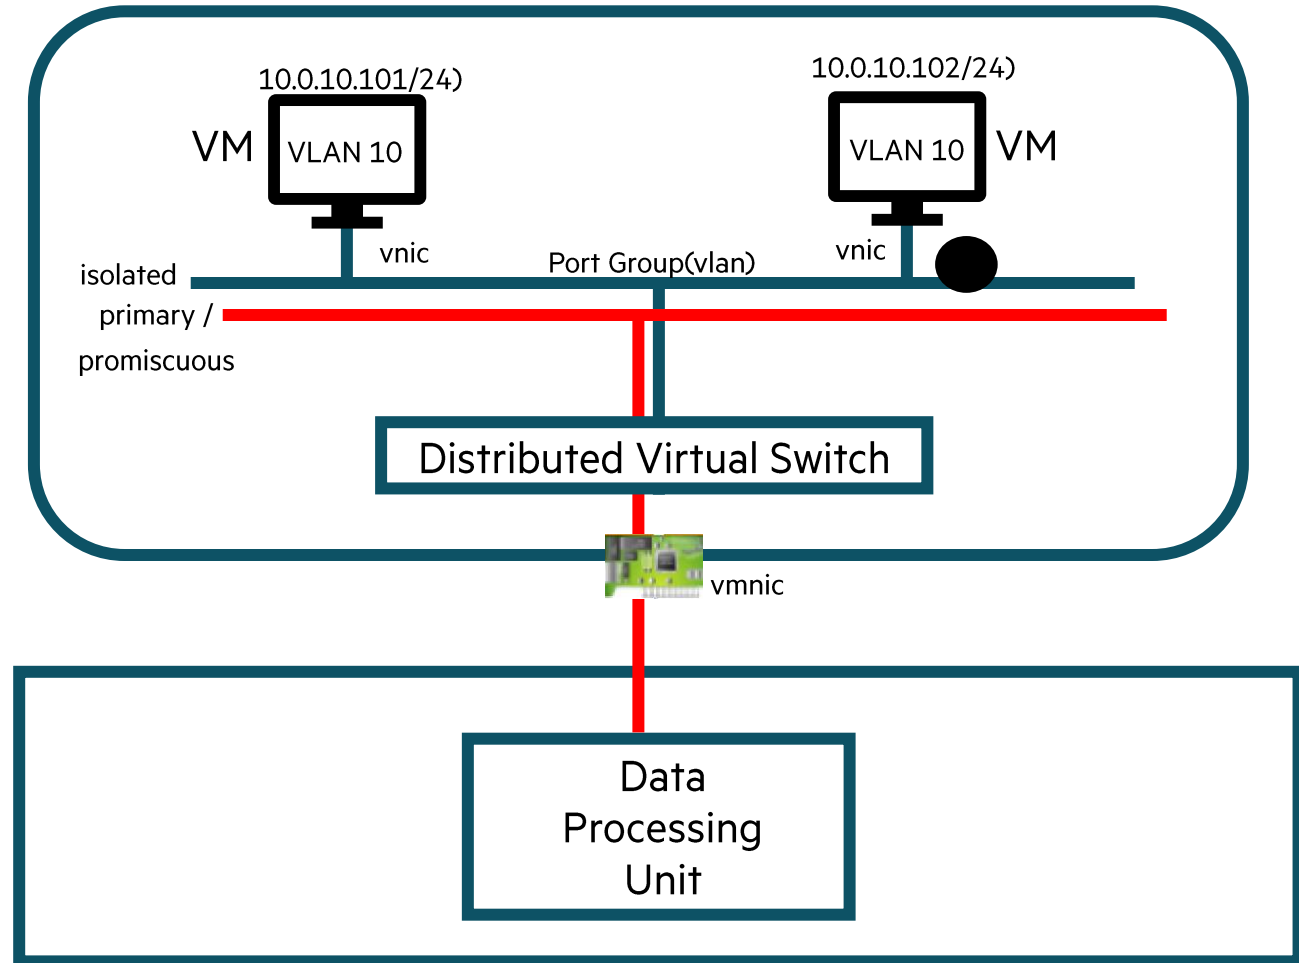 10.0.10.101/24)
10.0.10.102/24)
VM
VLAN 10
VLAN 10
VM
vnic
vnic
Port Group(vlan)
isolated
primary /
promiscuous
Distributed Virtual Switch
vmnic
Data
Processing
Unit